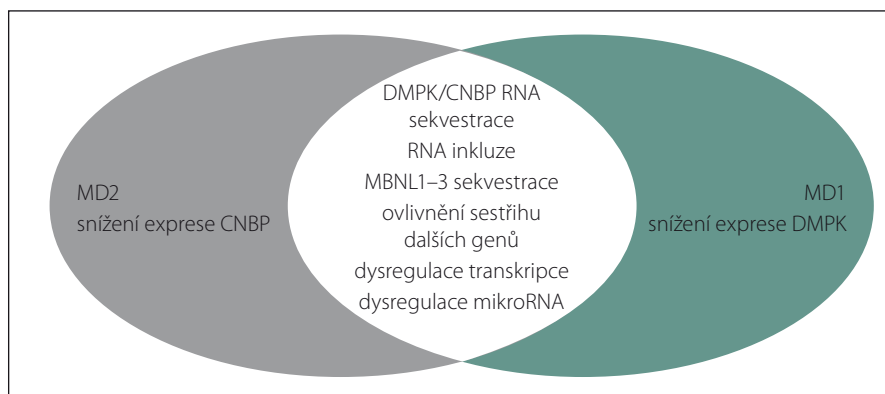 MD2
snížení exprese CNBP
DMPK/CNBP RNA
sekvestrace
RNA inkluze
MBNL1–3 sekvestrace
ovlivnění sestřihu
dalších genů
dysregulace transkripce
dysregulace mikroRNA
MD1
snížení exprese DMPK